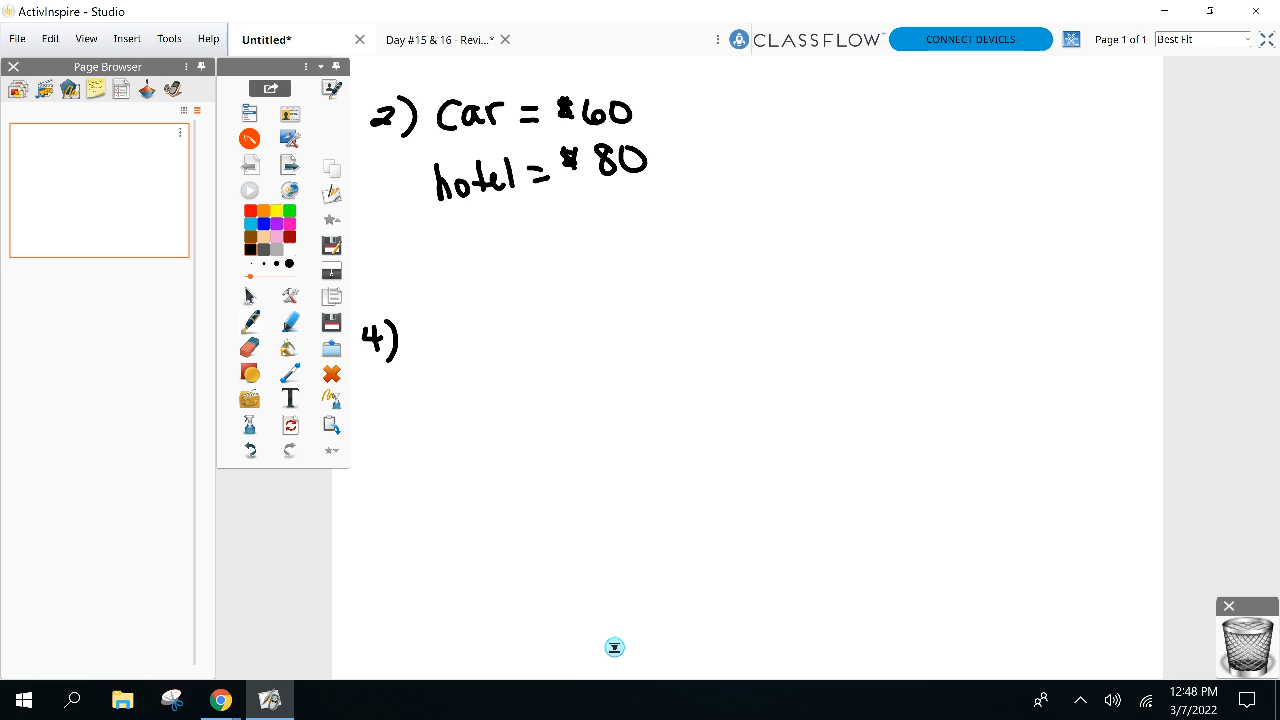 ActivInspire - Studio
File Edit View Insert Tools Help
Untitled*
Day #15 & 16 - Revi...*
CLASSFLOW
CONNECT DEVICES
Page 1 of 1
Best Fit
Page Browser
2) Car = $60
hotel = $80
4)
12:48 PM
3/7/2022